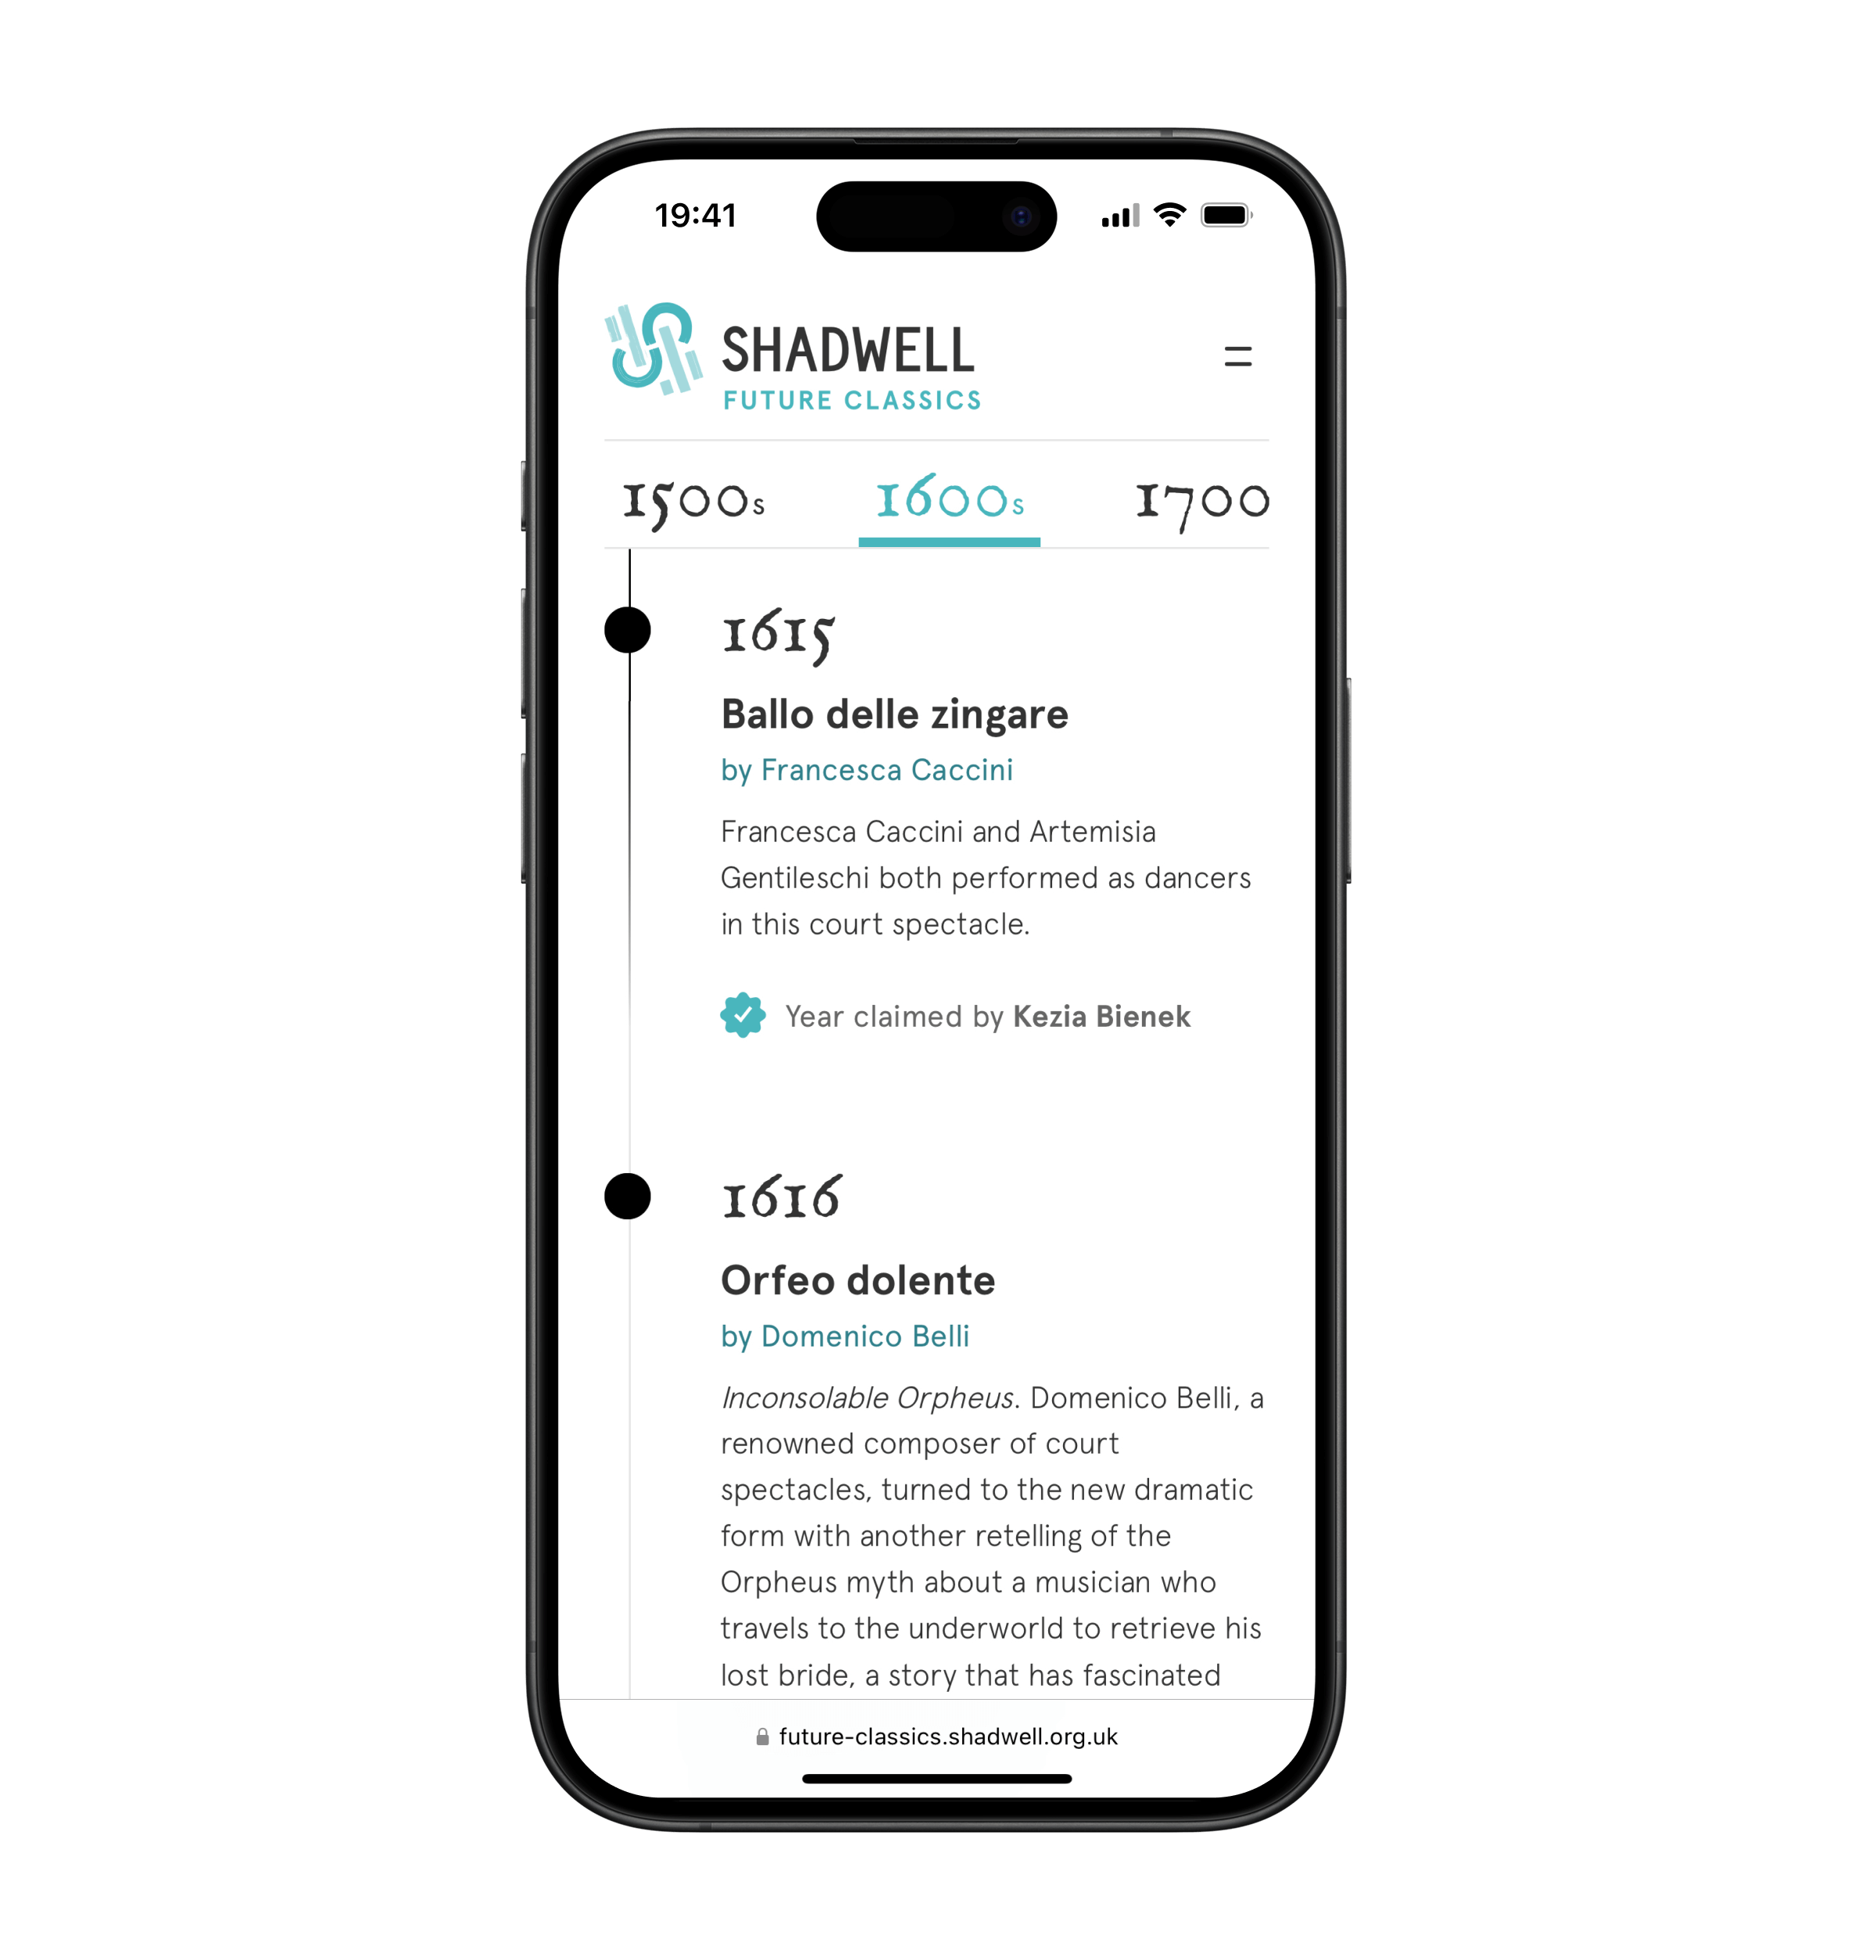 19:41
SHADWELL
FUTURE CLASSICS
1500s
1600s
1700
1615
Ballo delle zingare
by Francesca Caccini
Francesca Caccini and Artemisia
Gentileschi both performed as dancers
in this court spectacle.
Year claimed by Kezia Bienek
1616
Orfeo dolente
by Domenico Belli
Inconsolable Orpheus. Domenico Belli, a
renowned composer of court
spectacles, turned to the new dramatic
form with another retelling of the
Orpheus myth about a musician who
travels to the underworld to retrieve his
lost bride, a story that has fascinated
future-classics.shadwell.org.uk